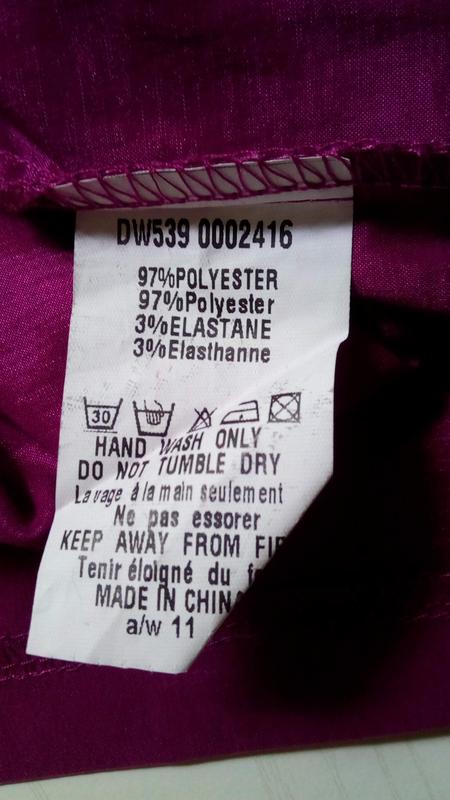 DW539 0002416
97%POLYESTER
97%Polyester
3%ELASTANE
3%Elasthanne
30
HAND WASH ONLY
DO NOT TUMBLE DRY
Lavage à la main seulement
Ne pas essorer
KEEP AWAY FROM
Tenir éloigné du
MADE IN CHINA
a/w 11